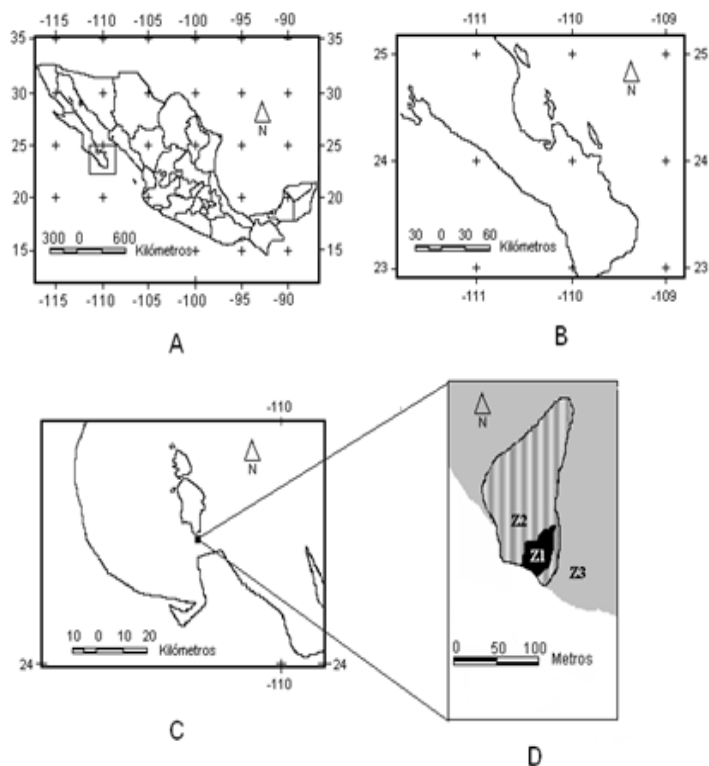 -115 -110 -105 -100 -95 -90
35 35
30 30
25 25
20 20
15 15
N
300 0 600
Kilómetros
-115 -110 -105 -100 -95 -90
A
-111 -110 -109
25 25
24 24
23 23
N
30 0 30 60
Kilómetros
-111 -110 -109
B
-110
N
10 0 10 20
Kilómetros
24 24
-110
C
N
Z2
Z1
Z3
0 50 100
Metros
D